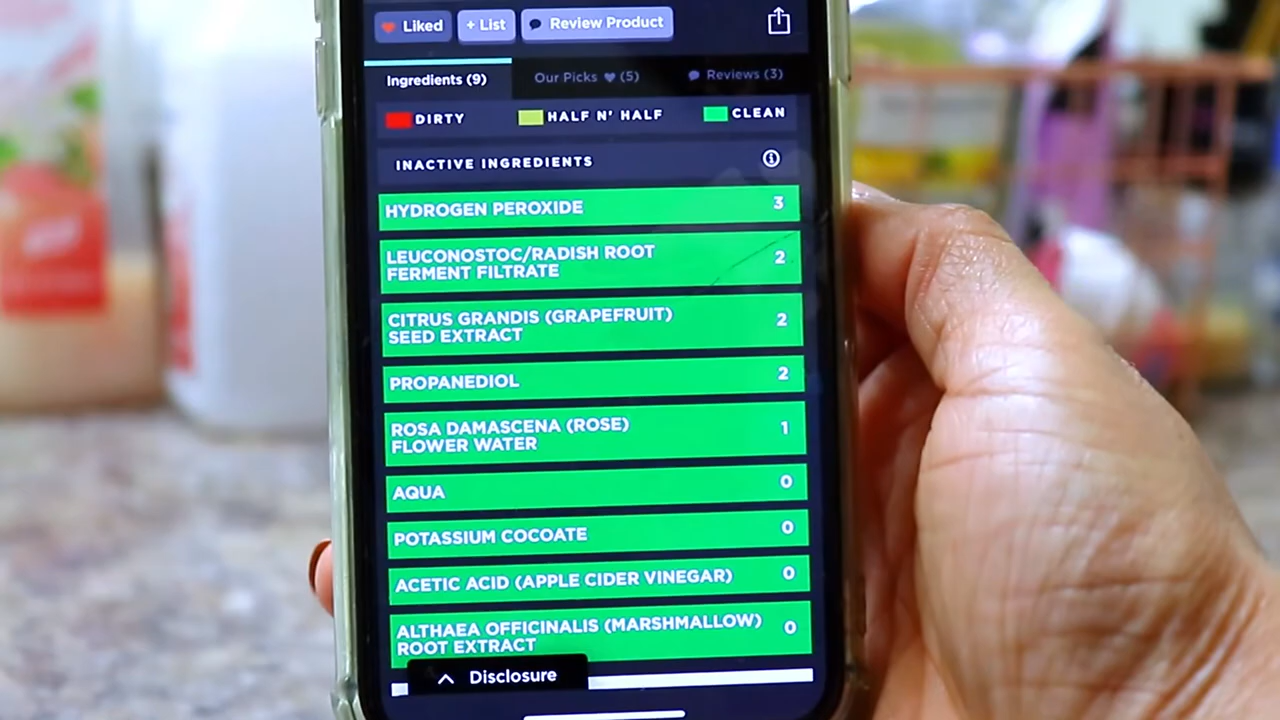 Liked
+ List
Review Product
Ingredients (9)
Our Picks (5)
Reviews (3)
DIRTY
HALF N' HALF
CLEAN
INACTIVE INGREDIENTS
HYDROGEN PEROXIDE 3
LEUCONOSTOC/RADISH ROOT
FERMENT FILTRATE 2
CITRUS GRANDIS (GRAPEFRUIT)
SEED EXTRACT 2
PROPANEDIOL 2
ROSA DAMASCENA (ROSE)
FLOWER WATER 1
AQUA 0
POTASSIUM COCOATE 0
ACETIC ACID (APPLE CIDER VINEGAR) 0
ALTHAEA OFFICINALIS (MARSHMALLOW)
ROOT EXTRACT 0
Disclosure